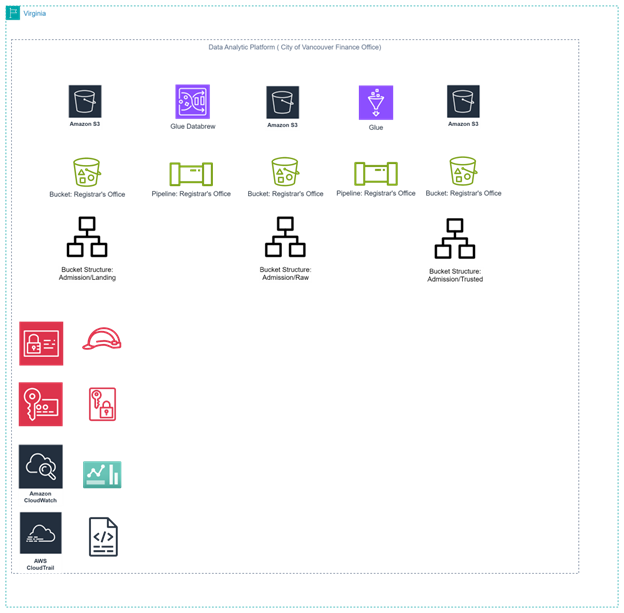 Virginia
Data Analytic Platform ( City of Vancouver Finance Office)
Amazon S3
Glue Databrew
Amazon S3
Glue
Amazon S3
Bucket: Registrar's Office
Pipeline: Registrar's Office
Bucket: Registrar's Office
Pipeline: Registrar's Office
Bucket: Registrar's Office
Bucket Structure:
Admission/Landing
Bucket Structure:
Admission/Raw
Bucket Structure:
Admission/Trusted
Amazon
CloudWatch
AWS
CloudTrail